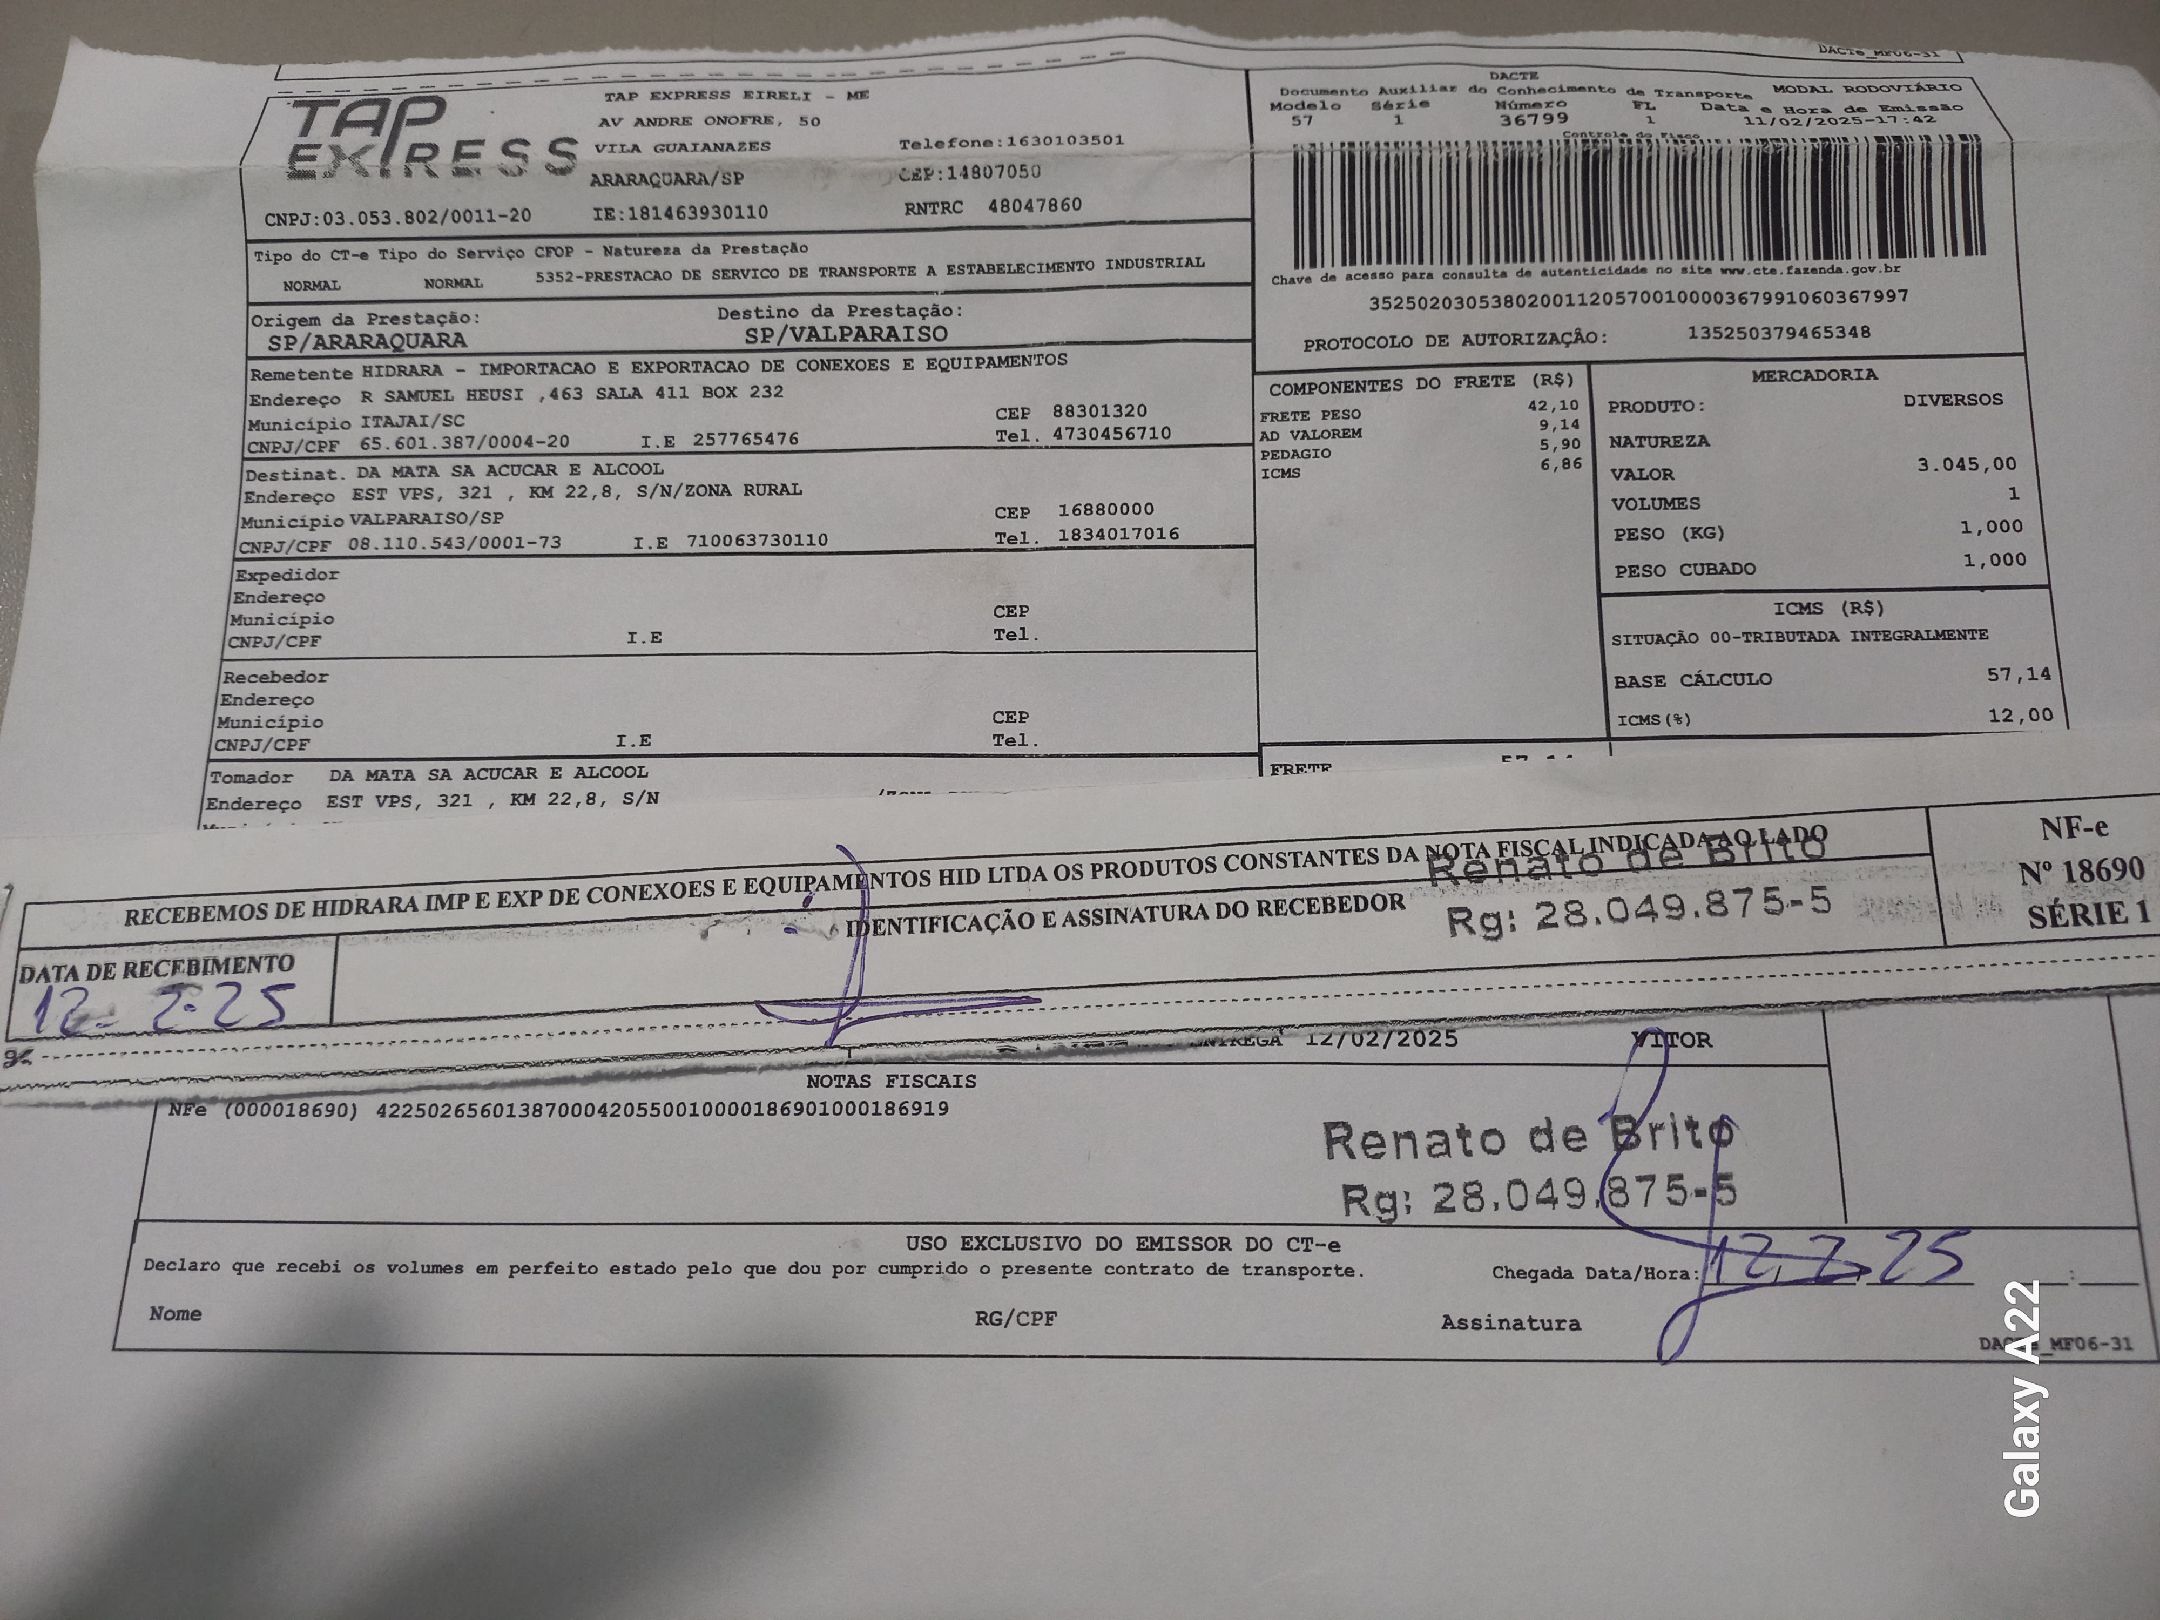 DACTe_MF06-31
TAP EXPRESS
TAP EXPRESS EIRELI - ME
AV ANDRE ONOFRE, 50
VILA GUAIANAZES Telefone:1630103501
ARARAQUARA/SP CEP:14807050
CNPJ:03.053.802/0011-20 IE:181463930110 RNTRC 48047860
DACTE
Documento Auxiliar do Conhecimento de Transporte MODAL RODOVIÁRIO
Modelo Série Número FL Data e Hora de Emissão
57 1 36799 1 11/02/2025-17:42
Controle do Fisco
Chave de acesso para consulta de autenticidade no site www.cte.fazenda.gov.br
35250203053802001120570010000367991060367997
PROTOCOLO DE AUTORIZAÇÃO: 135250379465348
Tipo do CT-e Tipo do Serviço CFOP - Natureza da Prestação
NORMAL NORMAL 5352-PRESTACAO DE SERVICO DE TRANSPORTE A ESTABELECIMENTO INDUSTRIAL
Origem da Prestação: Destino da Prestação:
SP/ARARAQUARA SP/VALPARAISO
Remetente HIDRARA - IMPORTACAO E EXPORTACAO DE CONEXOES E EQUIPAMENTOS
Endereço R SAMUEL HEUSI ,463 SALA 411 BOX 232
Município ITAJAI/SC CEP 88301320
CNPJ/CPF 65.601.387/0004-20 I.E 257765476 Tel. 4730456710
Destinat. DA MATA SA ACUCAR E ALCOOL
Endereço EST VPS, 321 , KM 22,8, S/N/ZONA RURAL
Município VALPARAISO/SP CEP 16880000
CNPJ/CPF 08.110.543/0001-73 I.E 710063730110 Tel. 1834017016
Expedidor
Endereço
Município CEP
CNPJ/CPF I.E Tel.
Recebedor
Endereço
Município CEP
CNPJ/CPF I.E Tel.
Tomador DA MATA SA ACUCAR E ALCOOL
Endereço EST VPS, 321 , KM 22,8, S/N
COMPONENTES DO FRETE (R$)
FRETE PESO 42,10
AD VALOREM 9,14
PEDAGIO 5,90
ICMS 6,86
FRETE
MERCADORIA
PRODUTO: DIVERSOS
NATUREZA
VALOR 3.045,00
VOLUMES 1
PESO (KG) 1,000
PESO CUBADO 1,000
ICMS (R$)
SITUAÇÃO 00-TRIBUTADA INTEGRALMENTE
BASE CÁLCULO 57,14
ICMS(%) 12,00
RECEBEMOS DE HIDRARA IMP E EXP DE CONEXOES E EQUIPAMENTOS HID LTDA OS PRODUTOS CONSTANTES DA NOTA FISCAL INDICADA AO LADO
Renato de Brito
Rg: 28.049.875-5
NF-e
Nº 18690
SÉRIE 1
DATA DE RECEBIMENTO
12-2-25
IDENTIFICAÇÃO E ASSINATURA DO RECEBEDOR
12/02/2025 VITOR
NOTAS FISCAIS
NFe (000018690) 42250265601387000420550010000186901000186919
Renato de Brito
Rg: 28.049.875-5
USO EXCLUSIVO DO EMISSOR DO CT-e
Declaro que recebi os volumes em perfeito estado pelo que dou por cumprido o presente contrato de transporte.
Chegada Data/Hora: 12,2,25 :
Nome RG/CPF Assinatura
DACTe_MF06-31
Galaxy A22